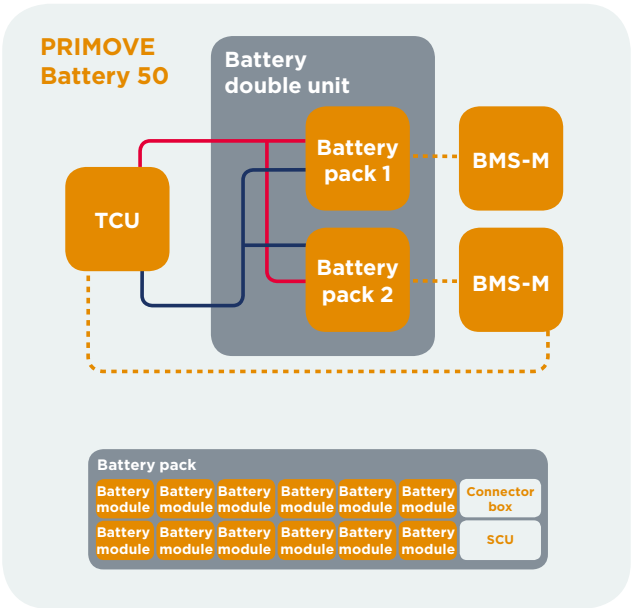 PRIMOVE
Battery 50
Battery
double unit
Battery
pack 1
BMS-M
TCU
Battery
pack 2
BMS-M
Battery pack
Battery Battery Battery Battery Battery Battery Connector
module module module module module module box
Battery Battery Battery Battery Battery Battery SCU
module module module module module module